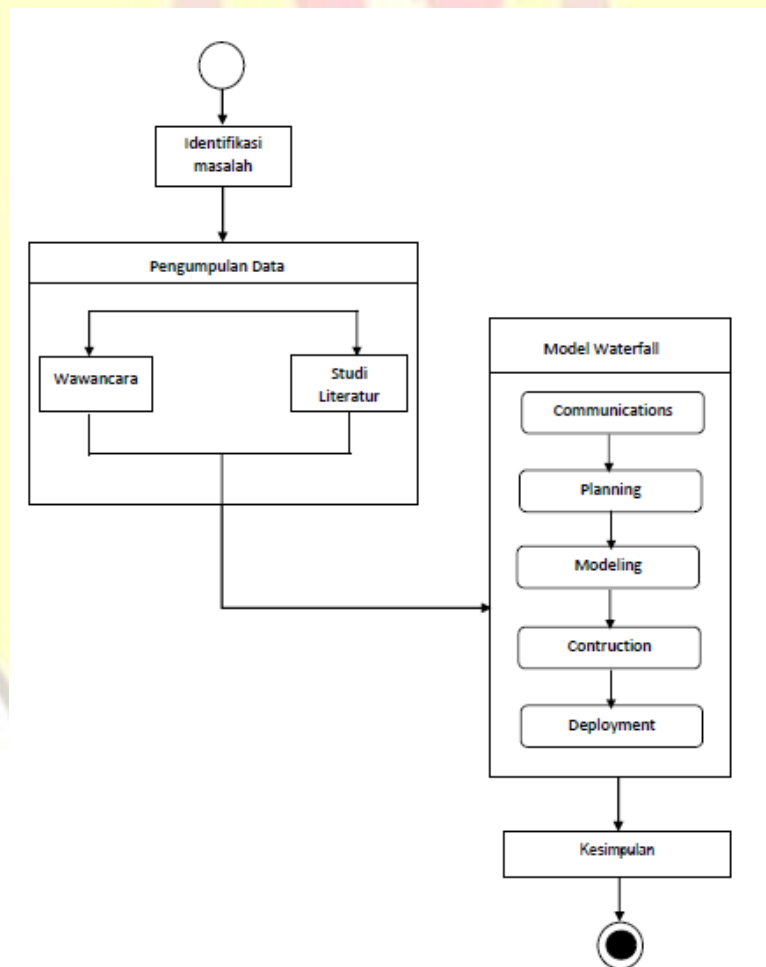 Identifikasi
masalah
Pengumpulan Data
Wawancara
Studi
Literatur
Model Waterfall
Communications
Planning
Modeling
Contruction
Deployment
Kesimpulan